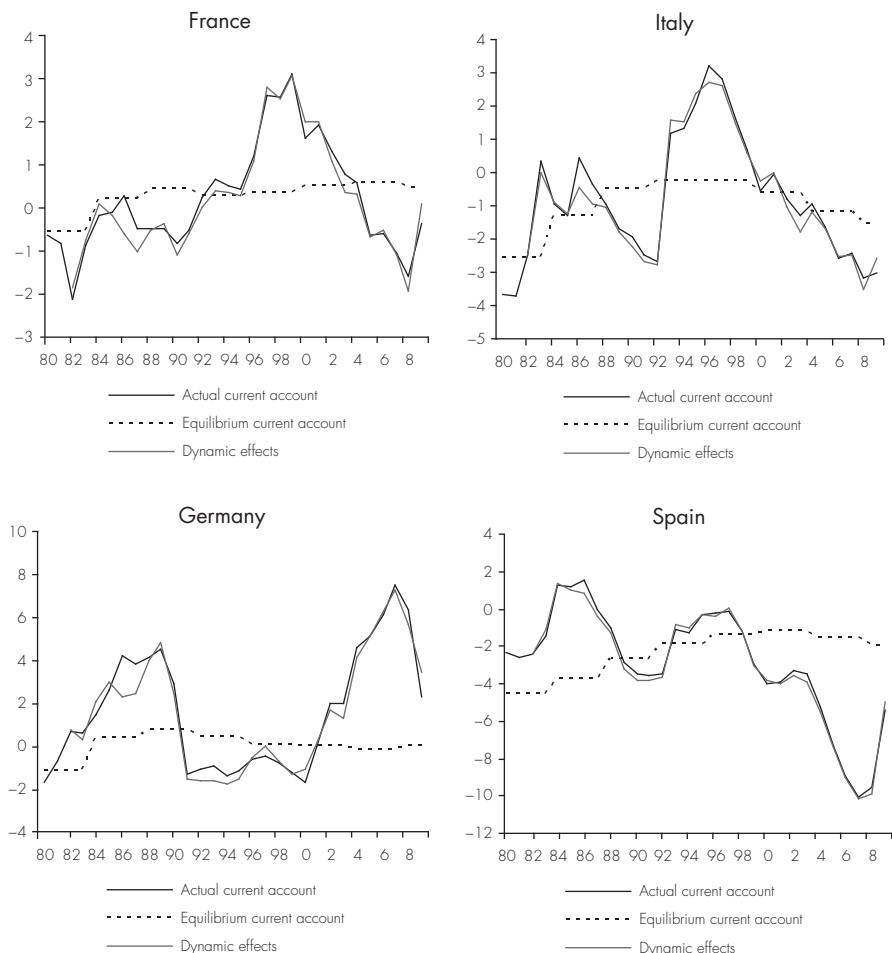 France
4
3
2
1
0
–1
–2
–3
80 82 84 86 88 90 92 94 96 98 0 2 4 6 8
Actual current account
Equilibrium current account
Dynamic effects
Italy
4
3
2
1
0
–1
–2
–3
–4
–5
80 82 84 86 88 90 92 94 96 98 0 2 4 6 8
Actual current account
Equilibrium current account
Dynamic effects
Germany
10
8
6
4
2
0
–2
–4
80 82 84 86 88 90 92 94 96 98 0 2 4 6 8
Actual current account
Equilibrium current account
Dynamic effects
Spain
4
2
0
–2
–4
–6
–8
–10
–12
80 82 84 86 88 90 92 94 96 98 0 2 4 6 8
Actual current account
Equilibrium current account
Dynamic effects